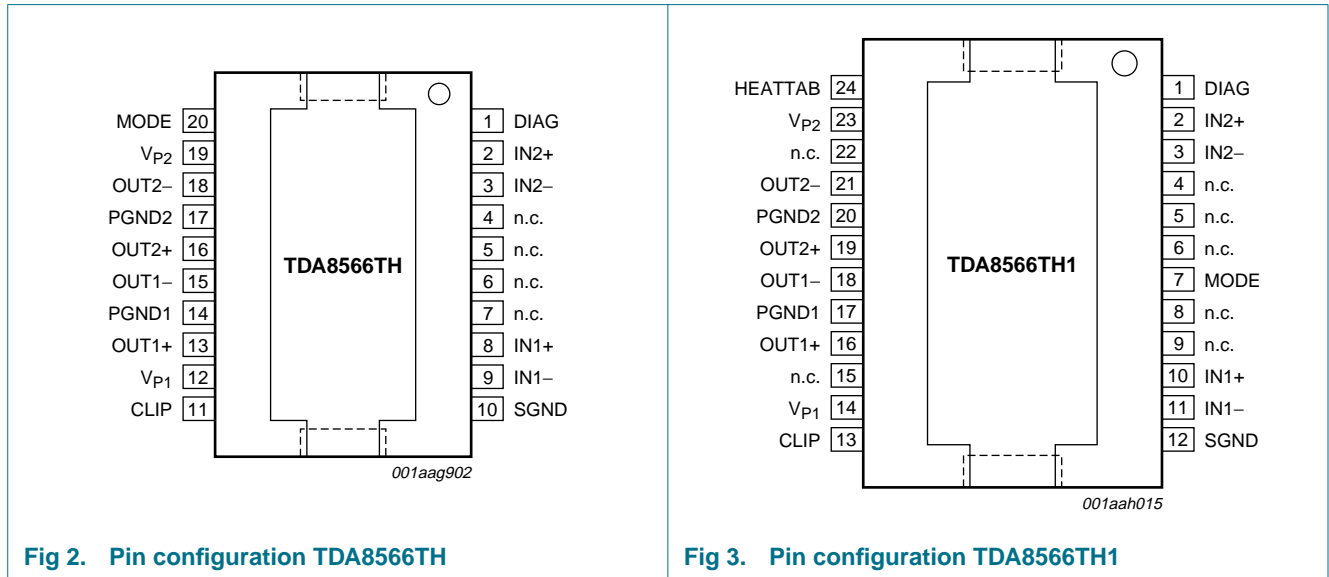 MODE 20
VP2 19
OUT2− 18
PGND2 17
OUT2+ 16
OUT1− 15
PGND1 14
OUT1+ 13
VP1 12
CLIP 11
TDA8566TH
1 DIAG
2 IN2+
3 IN2−
4 n.c.
5 n.c.
6 n.c.
7 n.c.
8 IN1+
9 IN1−
10 SGND
001aag902
Fig 2. Pin configuration TDA8566TH
HEATTAB 24
VP2 23
n.c. 22
OUT2− 21
PGND2 20
OUT2+ 19
OUT1− 18
PGND1 17
OUT1+ 16
n.c. 15
VP1 14
CLIP 13
TDA8566TH1
1 DIAG
2 IN2+
3 IN2−
4 n.c.
5 n.c.
6 n.c.
7 MODE
8 n.c.
9 n.c.
10 IN1+
11 IN1−
12 SGND
001aah015
Fig 3. Pin configuration TDA8566TH1